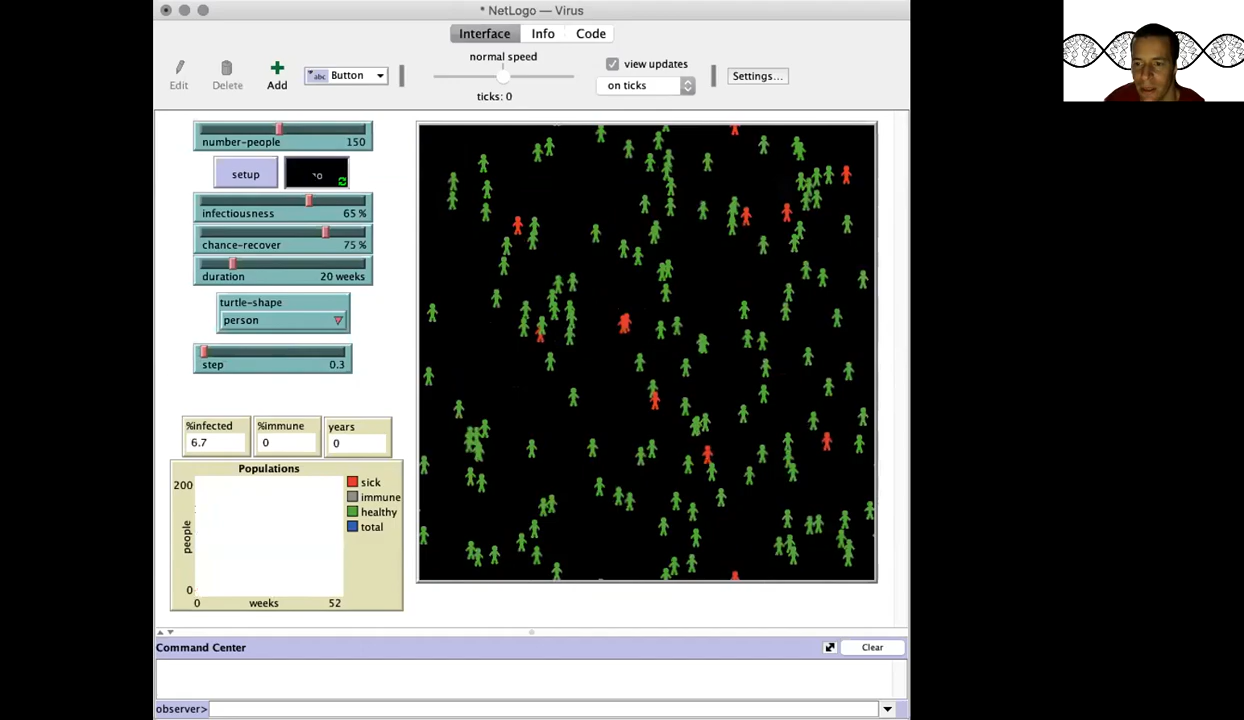 * NetLogo — Virus
Interface Info Code
Edit Delete Add
abc Button
normal speed
ticks: 0
view updates
on ticks
Settings...
number-people 150
setup
infectiousness 65 %
chance-recover 75 %
duration 20 weeks
turtle-shape
person
step 0.3
%infected %immune years
6.7 0 0
Populations
200
people
0
0 weeks 52
sick
immune
healthy
total
Command Center
Clear
observer>